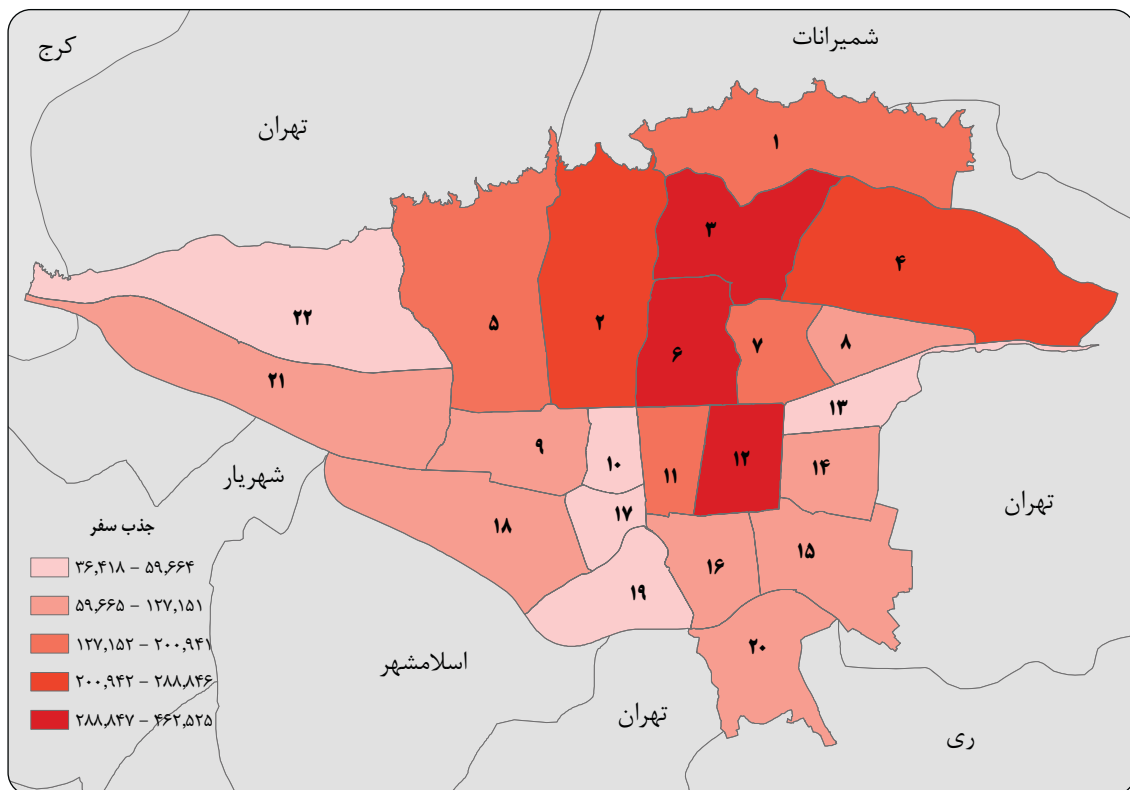 شمیرانات
کرج
تهران
۱
۳
۴
۲۲
۵
۲
۶
۷
۸
۲۱
۱۳
۹
۱۰
۱۱
۱۲
۱۴
شهریار
تهران
۱۸
۱۷
۱۵
۱۶
۱۹
۲۰
اسلامشهر
تهران
ری
جذب سفر
۳۶,۴۱۸ – ۵۹,۶۶۴
۵۹,۶۶۵ – ۱۲۷,۱۵۱
۱۲۷,۱۵۲ – ۲۰۰,۹۴۱
۲۰۰,۹۴۲ – ۲۸۸,۸۴۶
۲۸۸,۸۴۷ – ۴۶۲,۵۲۵